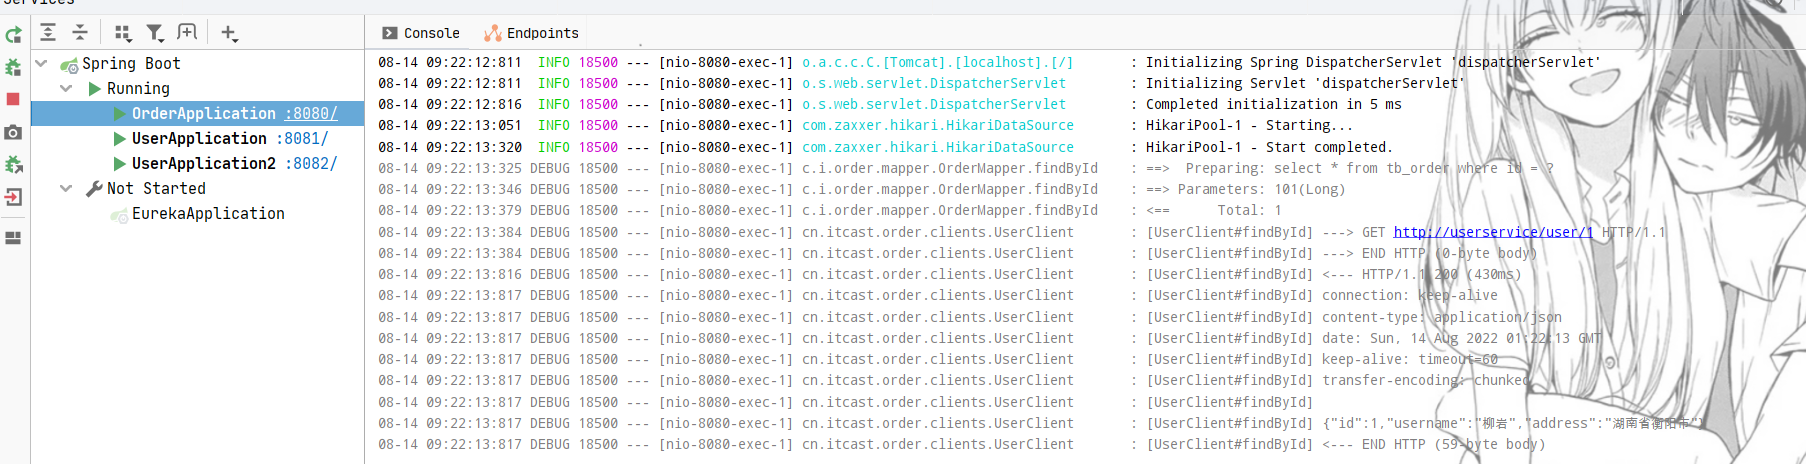 Services
Console Endpoints
Spring Boot
Running
OrderApplication :8080/
UserApplication :8081/
UserApplication2 :8082/
Not Started
EurekaApplication
08-14 09:22:12:811  INFO 18500 --- [nio-8080-exec-1] o.a.c.c.C.[Tomcat].[localhost].[/]       : Initializing Spring DispatcherServlet 'dispatcherServlet'
08-14 09:22:12:811  INFO 18500 --- [nio-8080-exec-1] o.s.web.servlet.DispatcherServlet        : Initializing Servlet 'dispatcherServlet'
08-14 09:22:12:816  INFO 18500 --- [nio-8080-exec-1] o.s.web.servlet.DispatcherServlet        : Completed initialization in 5 ms
08-14 09:22:13:051  INFO 18500 --- [nio-8080-exec-1] com.zaxxer.hikari.HikariDataSource       : HikariPool-1 - Starting...
08-14 09:22:13:320  INFO 18500 --- [nio-8080-exec-1] com.zaxxer.hikari.HikariDataSource       : HikariPool-1 - Start completed.
08-14 09:22:13:325 DEBUG 18500 --- [nio-8080-exec-1] c.i.order.mapper.OrderMapper.findById    : ==>  Preparing: select * from tb_order where id = ?
08-14 09:22:13:346 DEBUG 18500 --- [nio-8080-exec-1] c.i.order.mapper.OrderMapper.findById    : ==> Parameters: 101(Long)
08-14 09:22:13:379 DEBUG 18500 --- [nio-8080-exec-1] c.i.order.mapper.OrderMapper.findById    : <==      Total: 1
08-14 09:22:13:384 DEBUG 18500 --- [nio-8080-exec-1] cn.itcast.order.clients.UserClient       : [UserClient#findById] ---> GET http://userservice/user/1 HTTP/1.1
08-14 09:22:13:384 DEBUG 18500 --- [nio-8080-exec-1] cn.itcast.order.clients.UserClient       : [UserClient#findById] ---> END HTTP (0-byte body)
08-14 09:22:13:816 DEBUG 18500 --- [nio-8080-exec-1] cn.itcast.order.clients.UserClient       : [UserClient#findById] <--- HTTP/1.1 200 (430ms)
08-14 09:22:13:817 DEBUG 18500 --- [nio-8080-exec-1] cn.itcast.order.clients.UserClient       : [UserClient#findById] connection: keep-alive
08-14 09:22:13:817 DEBUG 18500 --- [nio-8080-exec-1] cn.itcast.order.clients.UserClient       : [UserClient#findById] content-type: application/json
08-14 09:22:13:817 DEBUG 18500 --- [nio-8080-exec-1] cn.itcast.order.clients.UserClient       : [UserClient#findById] date: Sun, 14 Aug 2022 01:22:13 GMT
08-14 09:22:13:817 DEBUG 18500 --- [nio-8080-exec-1] cn.itcast.order.clients.UserClient       : [UserClient#findById] keep-alive: timeout=60
08-14 09:22:13:817 DEBUG 18500 --- [nio-8080-exec-1] cn.itcast.order.clients.UserClient       : [UserClient#findById] transfer-encoding: chunked
08-14 09:22:13:817 DEBUG 18500 --- [nio-8080-exec-1] cn.itcast.order.clients.UserClient       : [UserClient#findById]
08-14 09:22:13:817 DEBUG 18500 --- [nio-8080-exec-1] cn.itcast.order.clients.UserClient       : [UserClient#findById] {"id":1,"username":"柳岩","address":"湖南省衡阳市"}
08-14 09:22:13:817 DEBUG 18500 --- [nio-8080-exec-1] cn.itcast.order.clients.UserClient       : [UserClient#findById] <--- END HTTP (59-byte body)